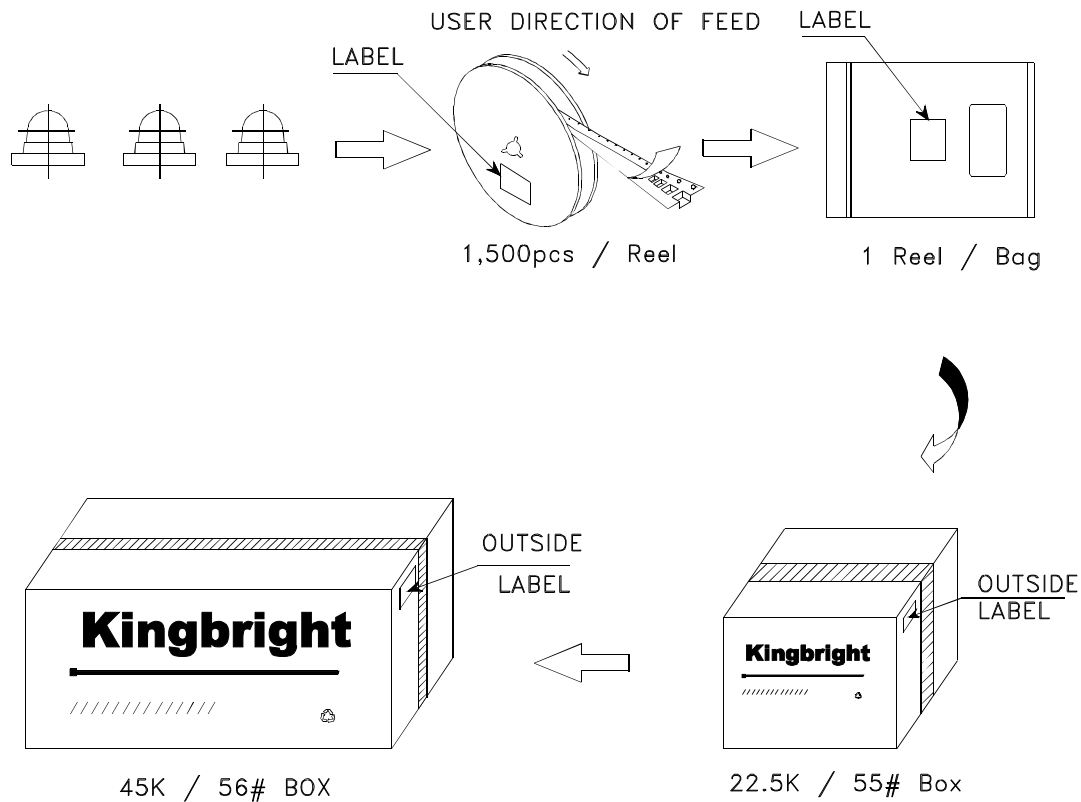 USER DIRECTION OF FEED
LABEL
LABEL
1,500pcs / Reel
1 Reel / Bag
OUTSIDE
LABEL
Kingbright
45K / 56# BOX
OUTSIDE
LABEL
Kingbright
22.5K / 55# Box